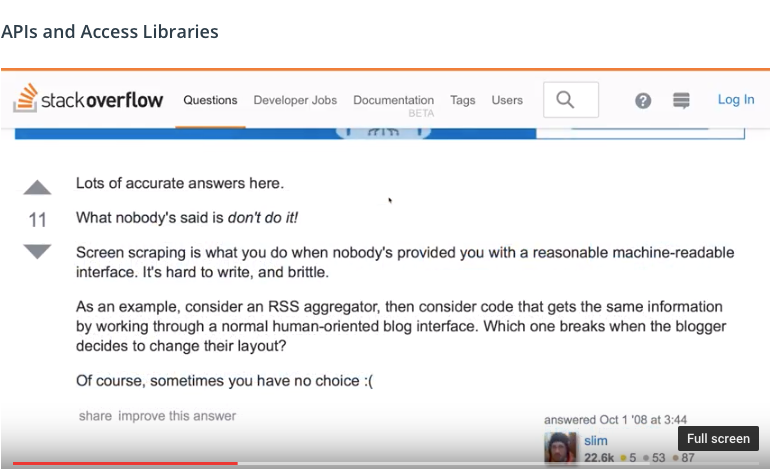 APIs and Access Libraries
stackoverflow Questions Developer Jobs Documentation Tags Users Log In
BETA
Lots of accurate answers here.
11
What nobody's said is don't do it!
Screen scraping is what you do when nobody's provided you with a reasonable machine-readable
interface. It's hard to write, and brittle.
As an example, consider an RSS aggregator, then consider code that gets the same information
by working through a normal human-oriented blog interface. Which one breaks when the blogger
decides to change their layout?
Of course, sometimes you have no choice :(
share improve this answer
answered Oct 1 '08 at 3:44
Full screen
slim
22.6k 5 53 87